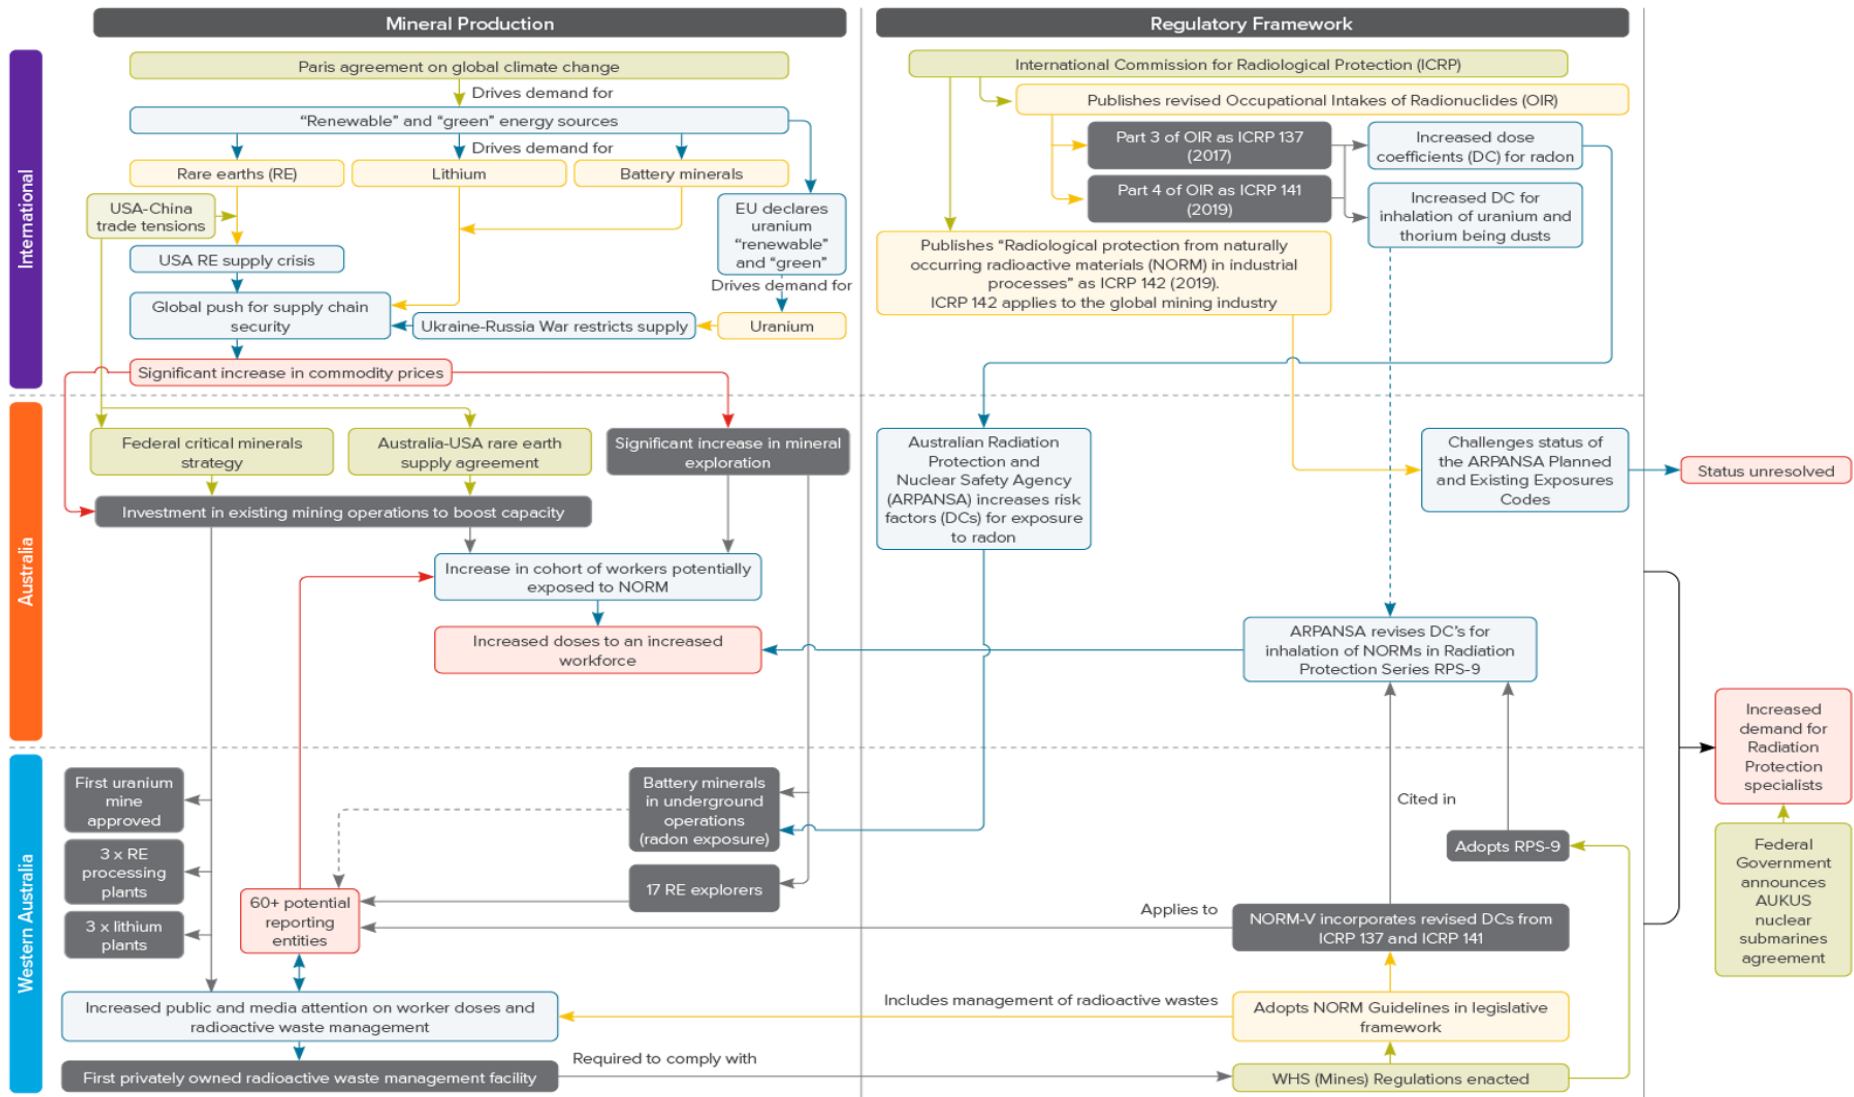 Mineral Production
Regulatory Framework
International
Paris agreement on global climate change
Drives demand for
“Renewable” and “green” energy sources
Drives demand for
Rare earths (RE)
Lithium
Battery minerals
USA-China
trade tensions
EU declares
uranium
“renewable”
and “green”
USA RE supply crisis
Drives demand for
Global push for supply chain
security
Ukraine-Russia War restricts supply
Uranium
Significant increase in commodity prices
International Commission for Radiological Protection (ICRP)
Publishes revised Occupational Intakes of Radionuclides (OIR)
Part 3 of OIR as ICRP 137
(2017)
Increased dose
coefficients (DC) for radon
Part 4 of OIR as ICRP 141
(2019)
Increased DC for
inhalation of uranium and
thorium being dusts
Publishes “Radiological protection from naturally
occurring radioactive materials (NORM) in industrial
processes” as ICRP 142 (2019).
ICRP 142 applies to the global mining industry
Australia
Federal critical minerals
strategy
Australia-USA rare earth
supply agreement
Significant increase in mineral
exploration
Investment in existing mining operations to boost capacity
Increase in cohort of workers potentially
exposed to NORM
Increased doses to an increased
workforce
Australian Radiation
Protection and
Nuclear Safety Agency
(ARPANSA) increases risk
factors (DCs) for exposure
to radon
Challenges status of
the ARPANSA Planned
and Existing Exposures
Codes
Status unresolved
ARPANSA revises DC’s for
inhalation of NORMs in Radiation
Protection Series RPS-9
Western Australia
First uranium
mine
approved
3 x RE
processing
plants
3 x lithium
plants
Battery minerals
in underground
operations
(radon exposure)
17 RE explorers
60+ potential
reporting
entities
Increased public and media attention on worker doses and
radioactive waste management
First privately owned radioactive waste management facility
Cited in
Adopts RPS-9
Applies to
NORM-V incorporates revised DCs from
ICRP 137 and ICRP 141
Includes management of radioactive wastes
Adopts NORM Guidelines in legislative
framework
Required to comply with
WHS (Mines) Regulations enacted
Increased
demand for
Radiation
Protection
specialists
Federal
Government
announces
AUKUS
nuclear
submarines
agreement